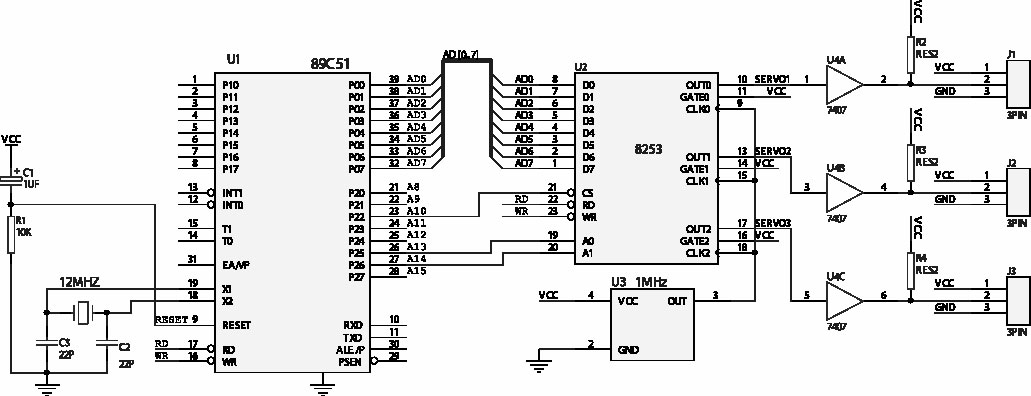 VCC
C1
1UF
R1
10K
12MHZ
C3
22P
C2
22P
RESET
RD
WR
U1
89C51
1 P10
2 P11
3 P12
4 P13
5 P14
6 P15
7 P16
8 P17
13 INT1
12 INT0
15 T1
14 T0
31 EA/VP
19 X1
18 X2
9 RESET
17 RD
16 WR
P00 39 AD0
P01 38 AD1
P02 37 AD2
P03 36 AD3
P04 35 AD4
P05 34 AD5
P06 33 AD6
P07 32 AD7
P20 21 A8
P21 22 A9
P22 23 A10
P23 24 A11
P24 25 A12
P25 26 A13
P26 27 A14
P27 28 A15
RXD 10
TXD 11
ALE/P 30
PSEN 29
AD[0..7]
U2
8253
AD0 8 D0
AD1 7 D1
AD2 6 D2
AD3 5 D3
AD4 4 D4
AD5 3 D5
AD6 2 D6
AD7 1 D7
21 CS
RD 22 RD
WR 23 WR
19 A0
20 A1
OUT0 10 SERVO1
GATE0 11 VCC
CLK0 9
OUT1 13 SERVO2
GATE1 14 VCC
CLK1 15
OUT2 17 SERVO3
GATE2 16 VCC
CLK2 18
U3 1MHz
VCC 4 VCC
OUT 3
2 GND
U4A
1 2
7407
U4B
3 4
7407
U4C
5 6
7407
VCC
R2
RES2
VCC
R3
RES2
VCC
R4
RES2
J1
VCC 1
2
GND 3
3PIN
J2
VCC 1
2
GND 3
3PIN
J3
VCC 1
2
GND 3
3PIN